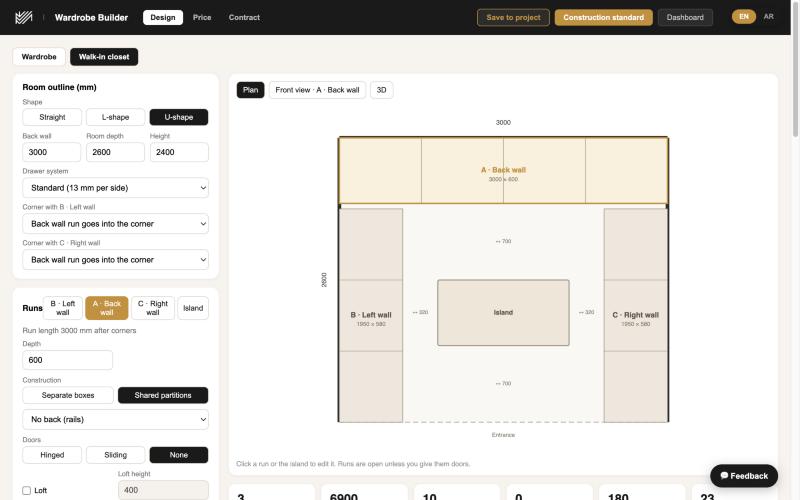 Wardrobe Builder
Design
Price
Contract
Save to project
Construction standard
Dashboard
EN
AR
Wardrobe
Walk-in closet
Room outline (mm)
Shape
Straight
L-shape
U-shape
Back wall
Room depth
Height
3000
2600
2400
Drawer system
Standard (13 mm per side)
Corner with B · Left wall
Back wall run goes into the corner
Corner with C · Right wall
Back wall run goes into the corner
Runs
B · Left wall
A · Back wall
C · Right wall
Island
Run length 3000 mm after corners
Depth
600
Construction
Separate boxes
Shared partitions
No back (rails)
Doors
Hinged
Sliding
None
Loft
Loft height
400
Plan
Front view · A · Back wall
3D
3000
A · Back wall
3000 × 600
↔ 700
2600
B · Left wall
1950 × 580
↔ 320
Island
↔ 320
C · Right wall
1950 × 580
↔ 700
Entrance
Click a run or the island to edit it. Runs are open unless you give them doors.
Feedback
3
6900
10
0
180
23